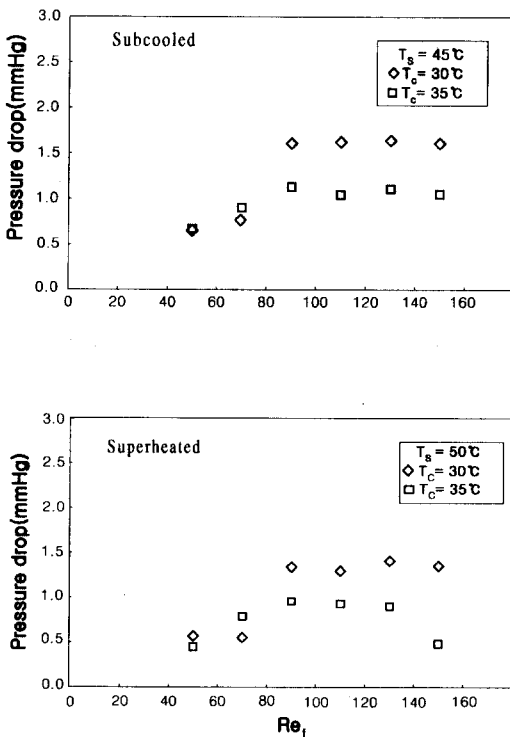 Subcooled
T_s = 45℃
◇ T_c = 30℃
□ T_c = 35℃
Pressure drop(mmHg)
3.0
2.5
2.0
1.5
1.0
0.5
0.0
0 20 40 60 80 100 120 140 160
Superheated
T_s = 50℃
◇ T_C = 30℃
□ T_C = 35℃
Pressure drop(mmHg)
3.0
2.5
2.0
1.5
1.0
0.5
0.0
0 20 40 60 80 100 120 140 160
Re_f